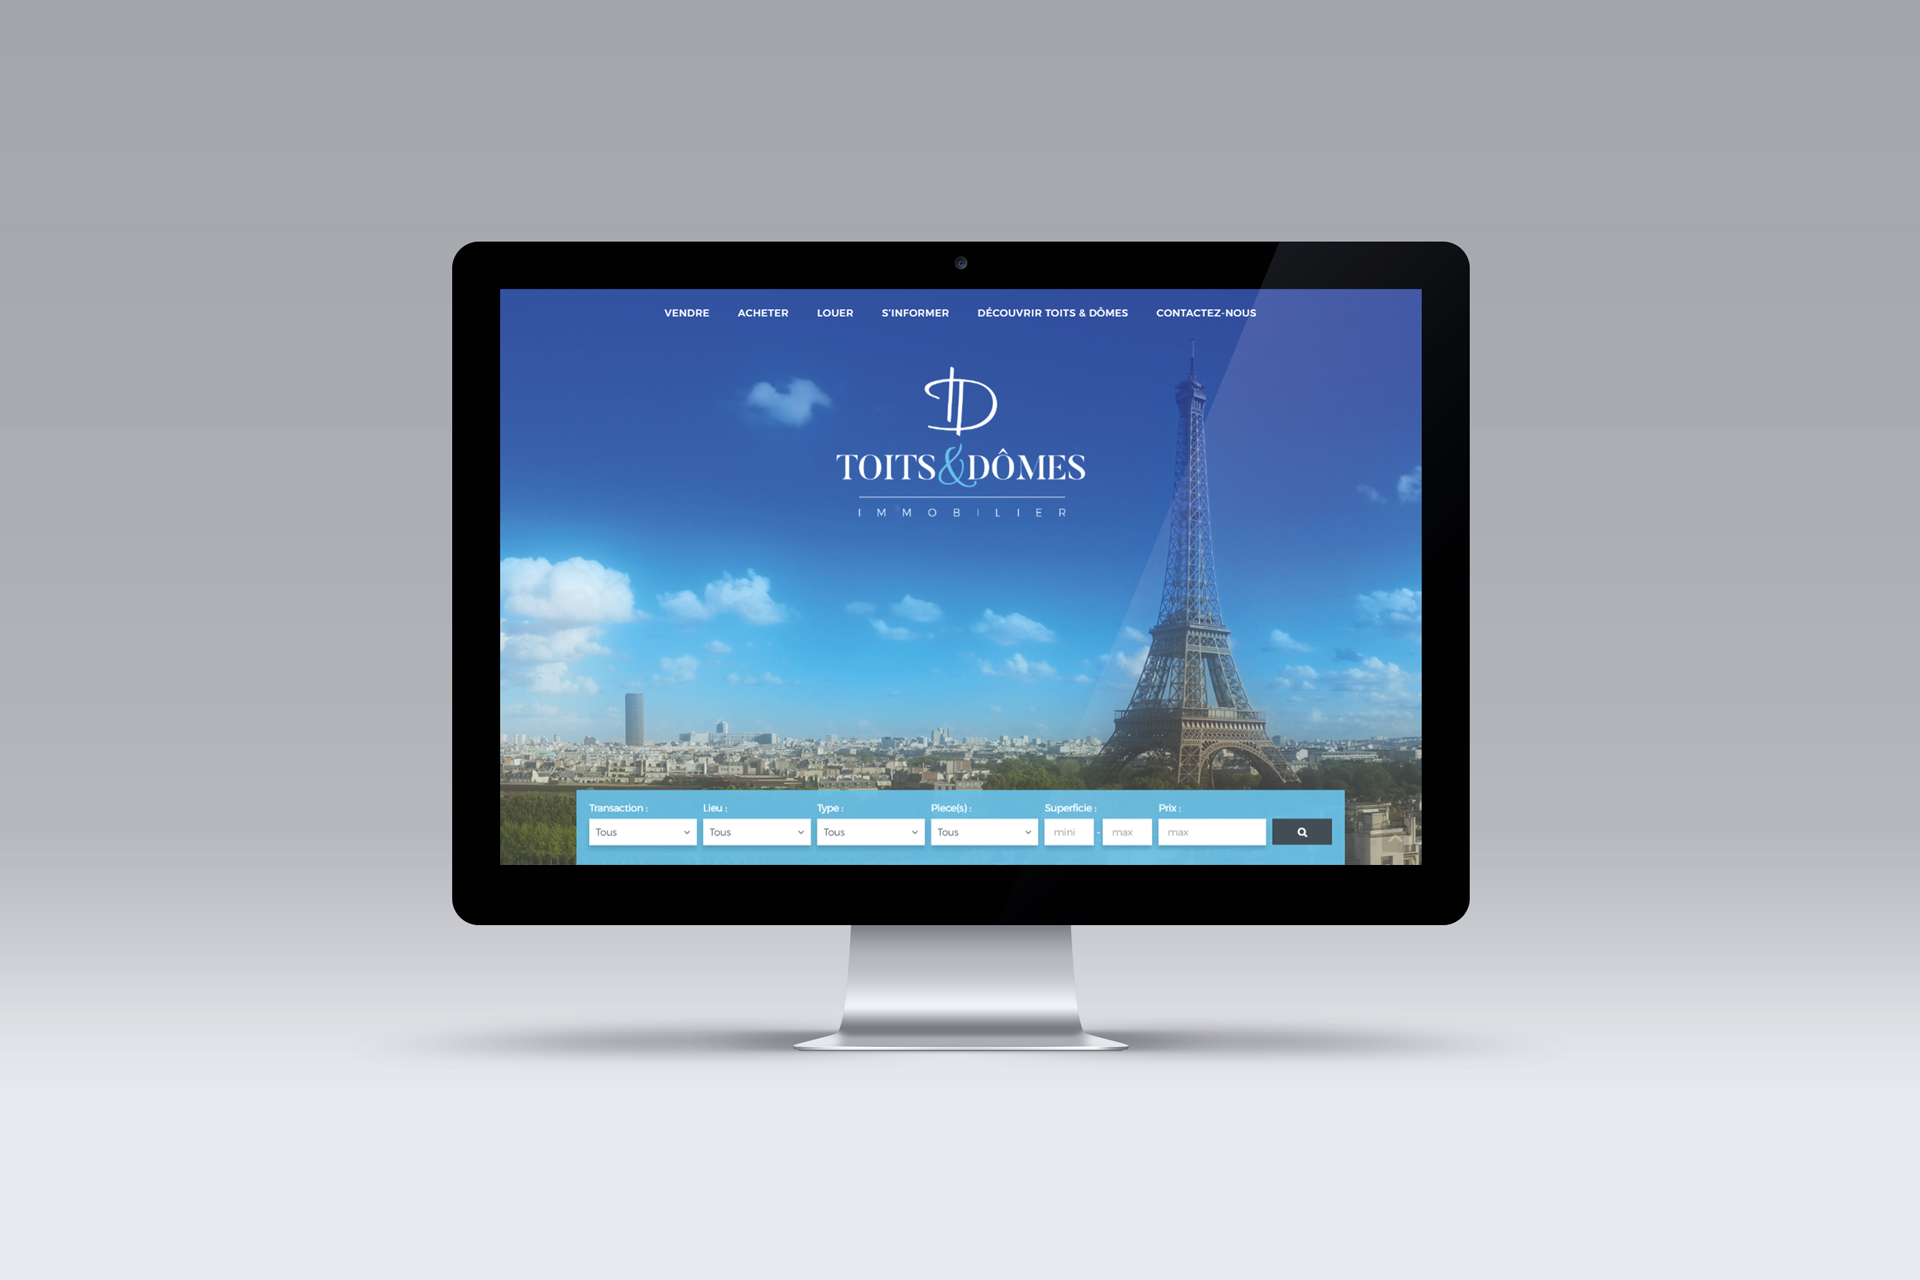 VENDRE ACHETER LOUER S'INFORMER DÉCOUVRIR TOITS & DÔMES CONTACTEZ-NOUS
TOITS&DÔMES
IMMOBILIER
Transaction : Lieu : Type : Piece(s) : Superficie : Prix :
Tous Tous Tous Tous mini - max max